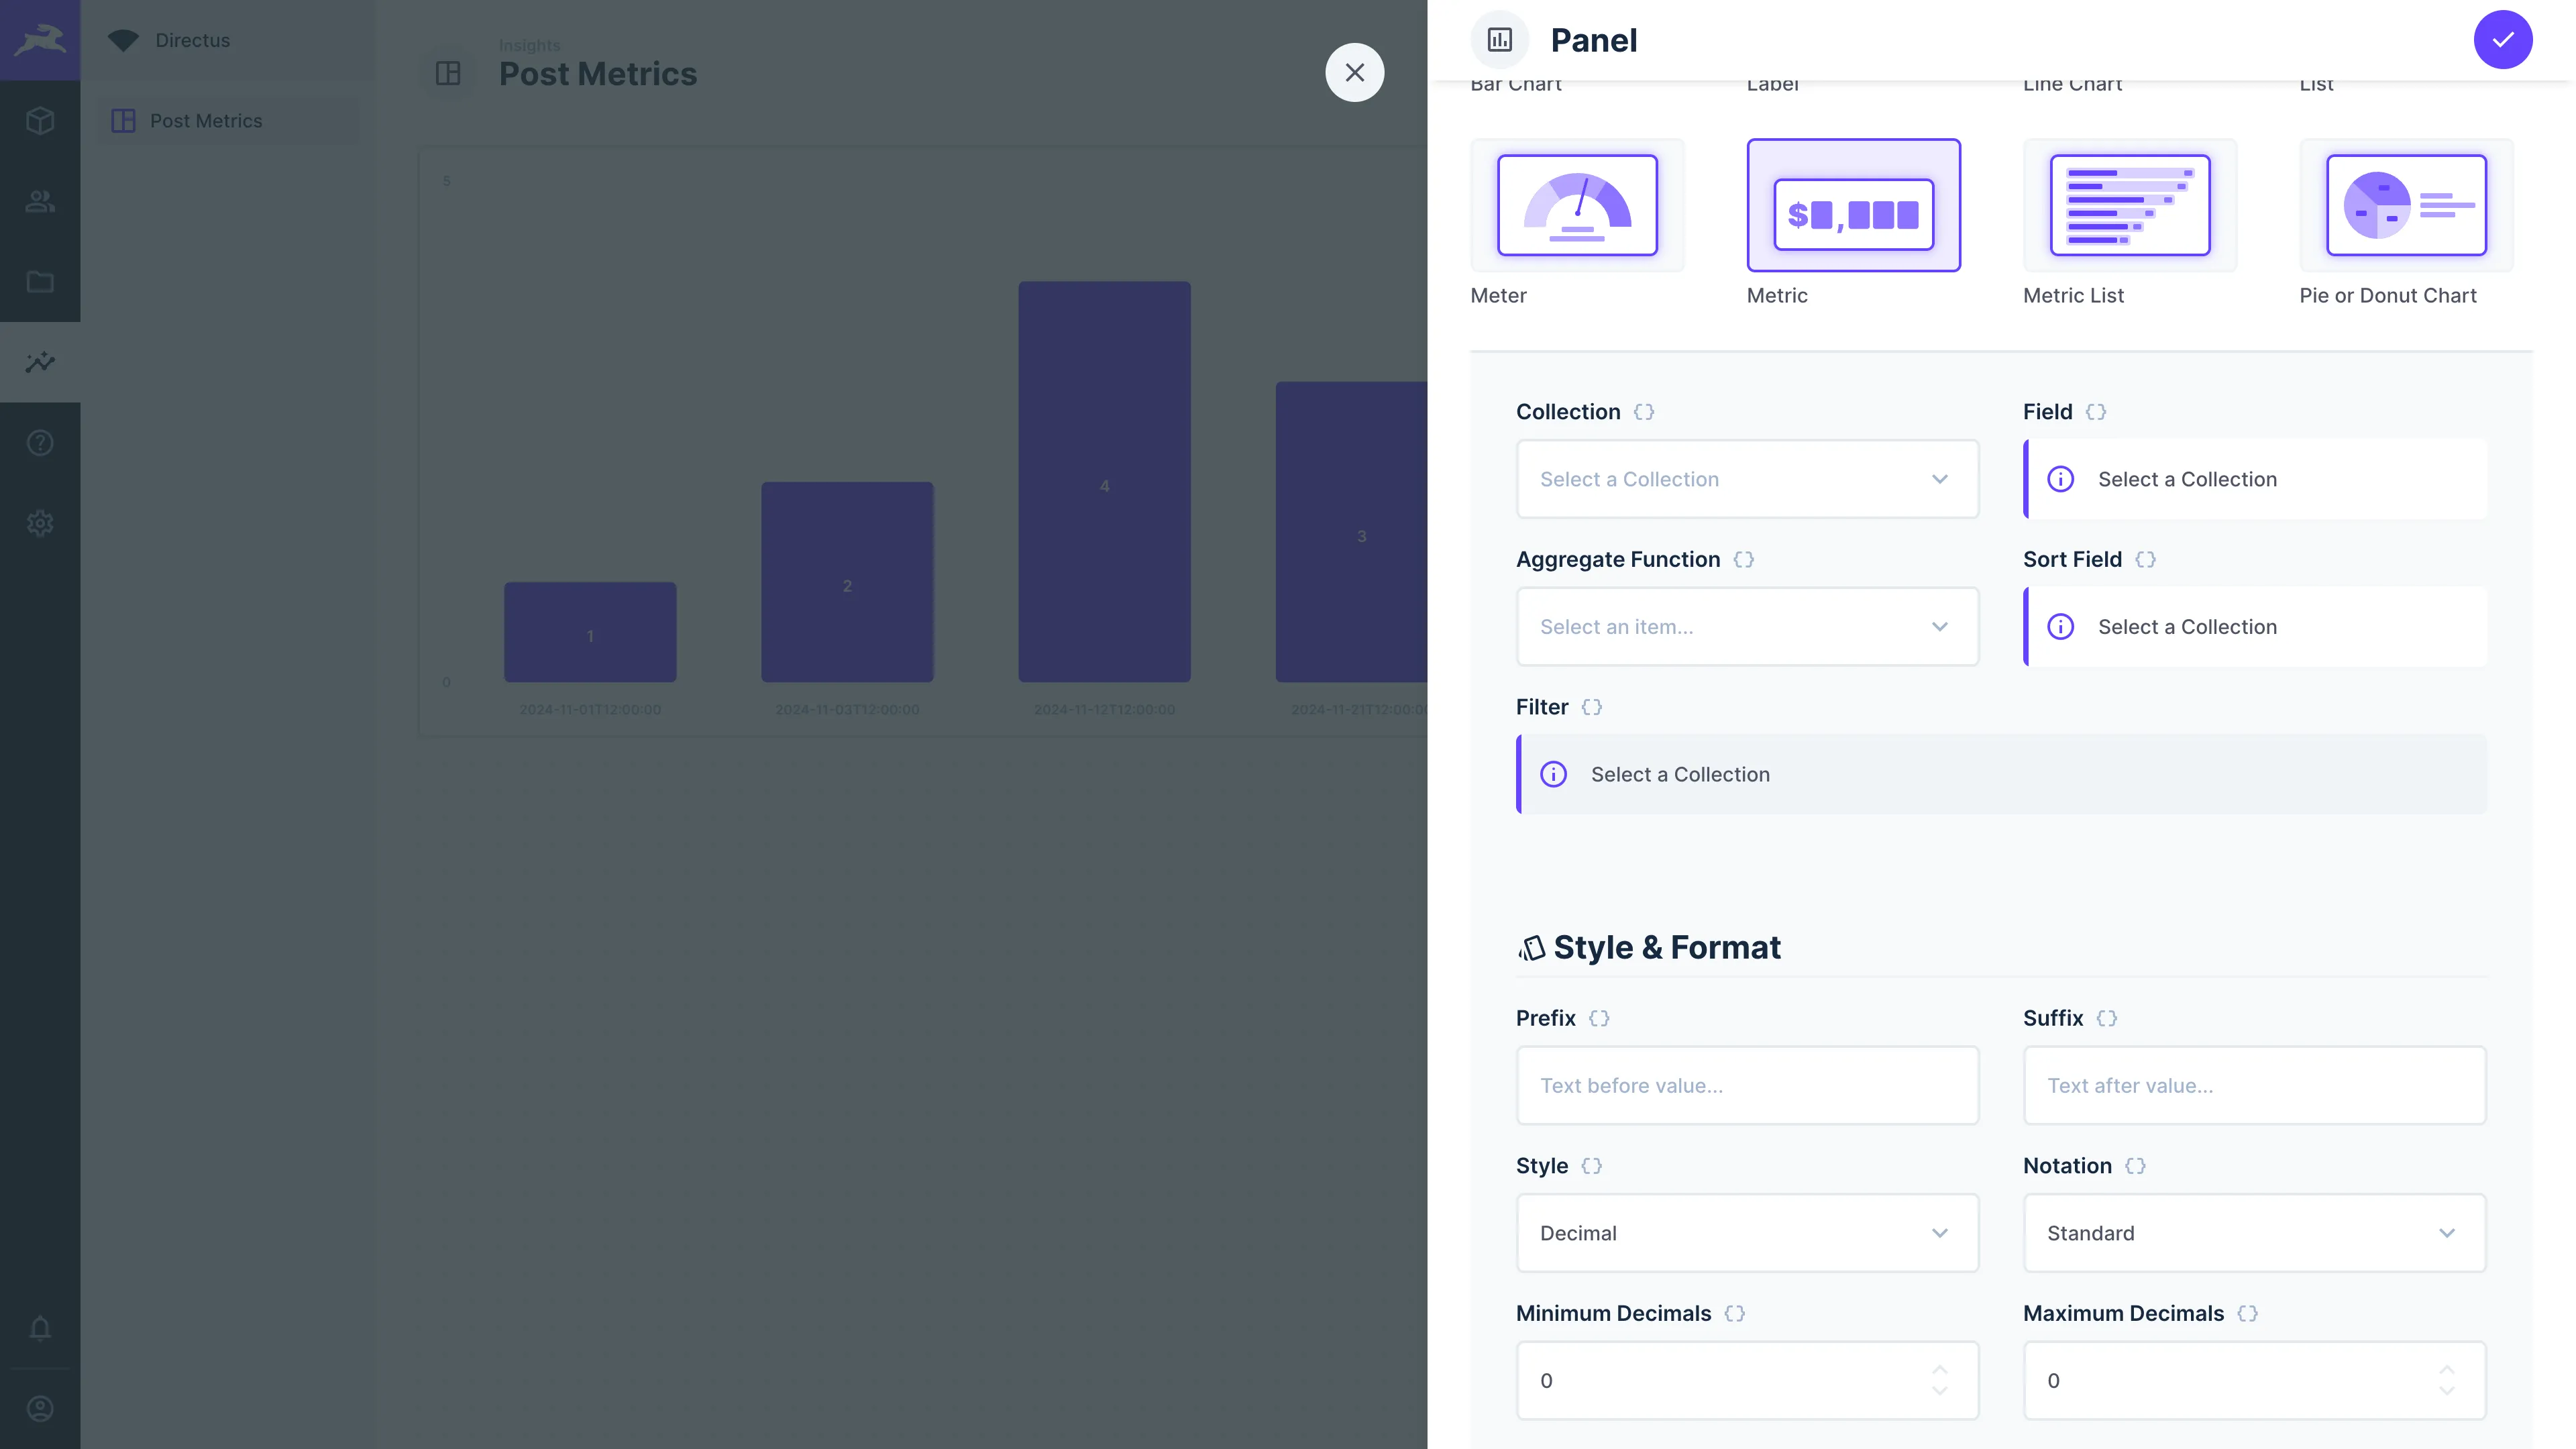 Directus
Post Metrics
Insights
Post Metrics
5
0
1
2
4
3
2024-11-01T12:00:00
2024-11-03T12:00:00
2024-11-12T12:00:00
2024-11-21T12:00:00
Panel
Bar Chart
Label
Line Chart
List
$
,
Meter
Metric
Metric List
Pie or Donut Chart
Collection
Field
Select a Collection
Select a Collection
Aggregate Function
Sort Field
Select an item...
Select a Collection
Filter
Select a Collection
Style & Format
Prefix
Suffix
Text before value...
Text after value...
Style
Notation
Decimal
Standard
Minimum Decimals
Maximum Decimals
0
0